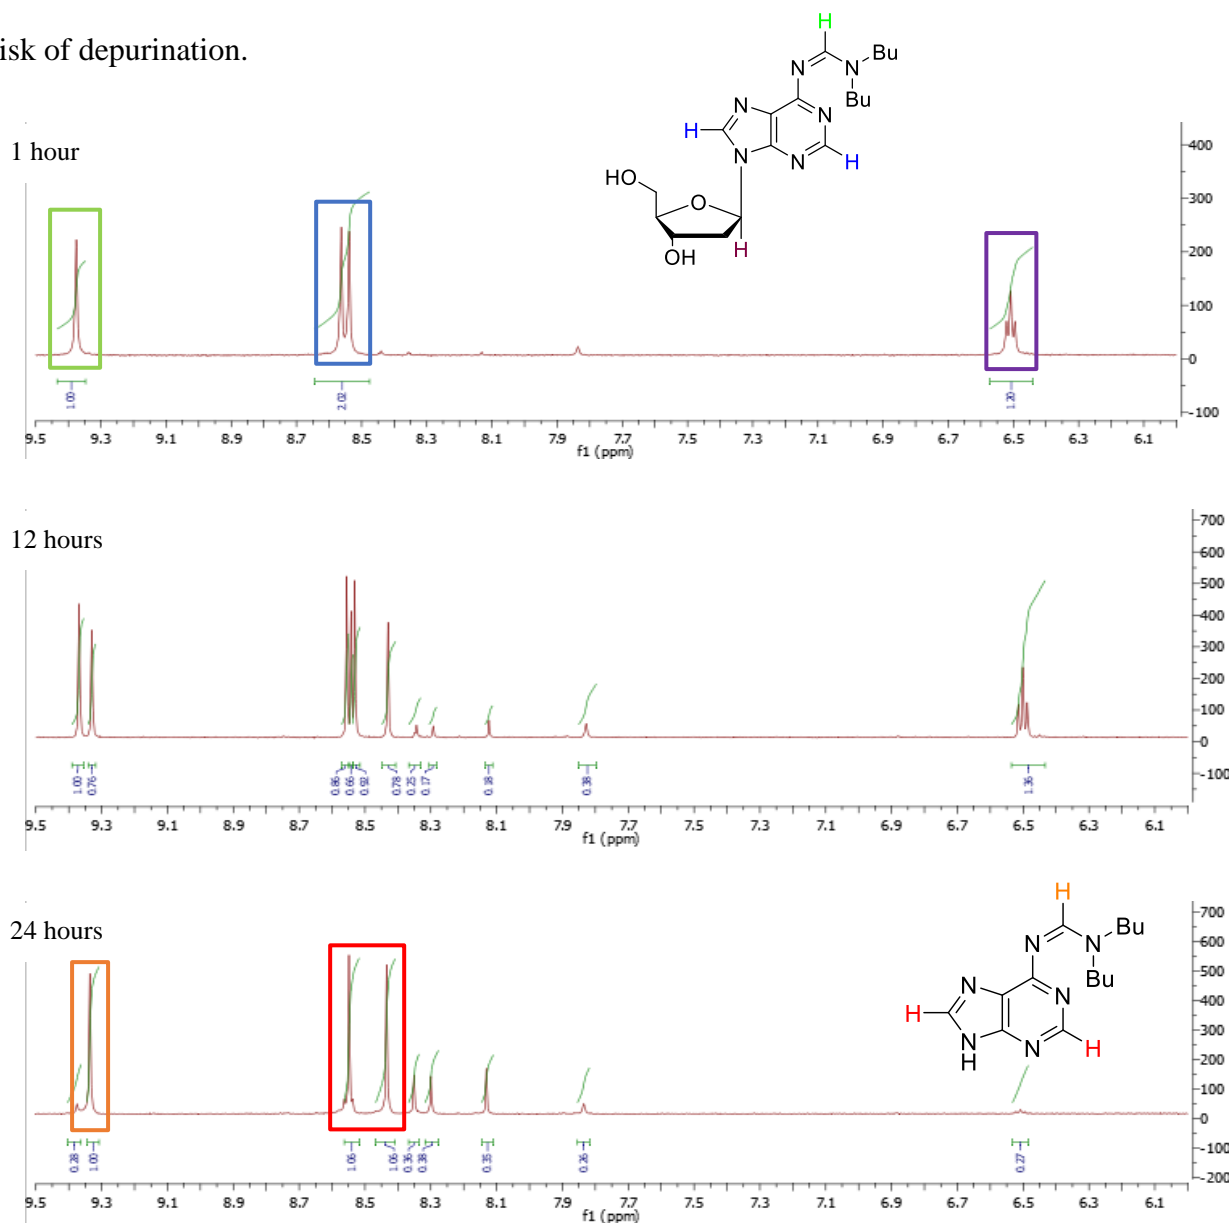 isk of depurination.
H
N
N
Bu
Bu
N
N
H
N
N
H
HO
O
H
OH
1 hour
400
300
200
100
0
-100
1.00
2.02
1.20
9.5 9.3 9.1 8.9 8.7 8.5 8.3 8.1 7.9 7.7 7.5 7.3 7.1 6.9 6.7 6.5 6.3 6.1
f1 (ppm)
12 hours
700
600
500
400
300
200
100
0
-100
1.00 0.76 0.86 0.66 0.92 0.78 0.25 0.17 0.18 0.38 1.36
9.5 9.3 9.1 8.9 8.7 8.5 8.3 8.1 7.9 7.7 7.5 7.3 7.1 6.9 6.7 6.5 6.3 6.1
f1 (ppm)
24 hours
H
N
N
Bu
Bu
N
N
H
N
H
N
H
700
600
500
400
300
200
100
0
-100
-200
0.28 1.00 1.06 1.06 0.36 0.38 0.35 0.26 0.27
9.5 9.3 9.1 8.9 8.7 8.5 8.3 8.1 7.9 7.7 7.5 7.3 7.1 6.9 6.7 6.5 6.3 6.1
f1 (ppm)